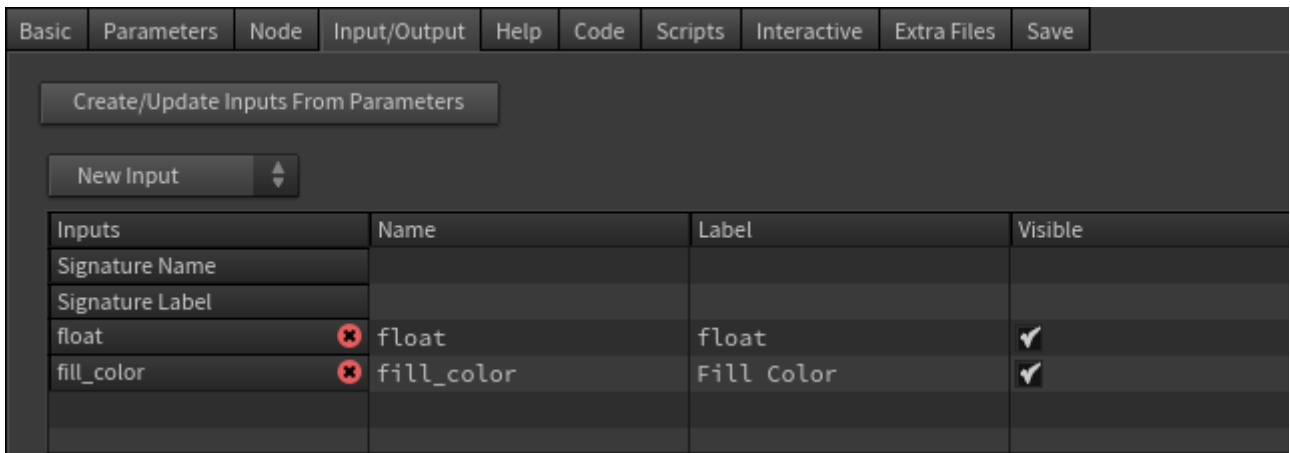 Basic Parameters Node Input/Output Help Code Scripts Interactive Extra Files Save
Create/Update Inputs From Parameters
New Input
Inputs Name Label Visible
Signature Name
Signature Label
float float float
fill_color fill_color Fill Color